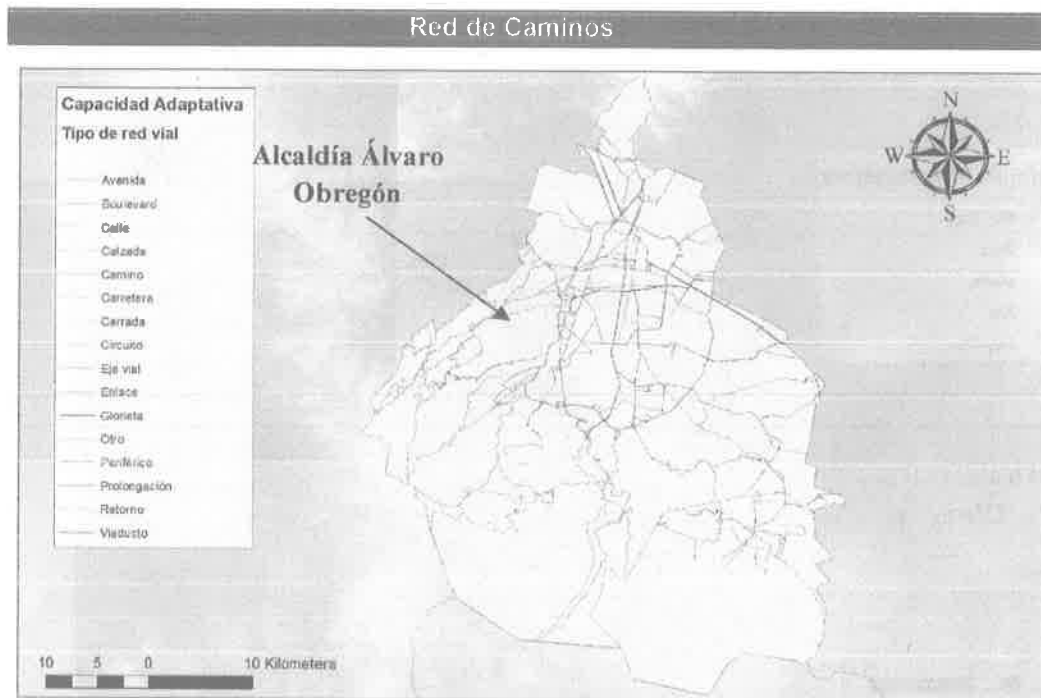 Red de Caminos
Capacidad Adaptativa
Tipo de red vial
Avenida
Boulevard
Calle
Calzada
Camino
Carretera
Cerrada
Circuito
Eje vial
Enlace
Glorieta
Otro
Periférico
Prolongación
Retorno
Viaducto
Alcaldía Álvaro
Obregón
N
W E
S
10 5 0 10 Kilometers